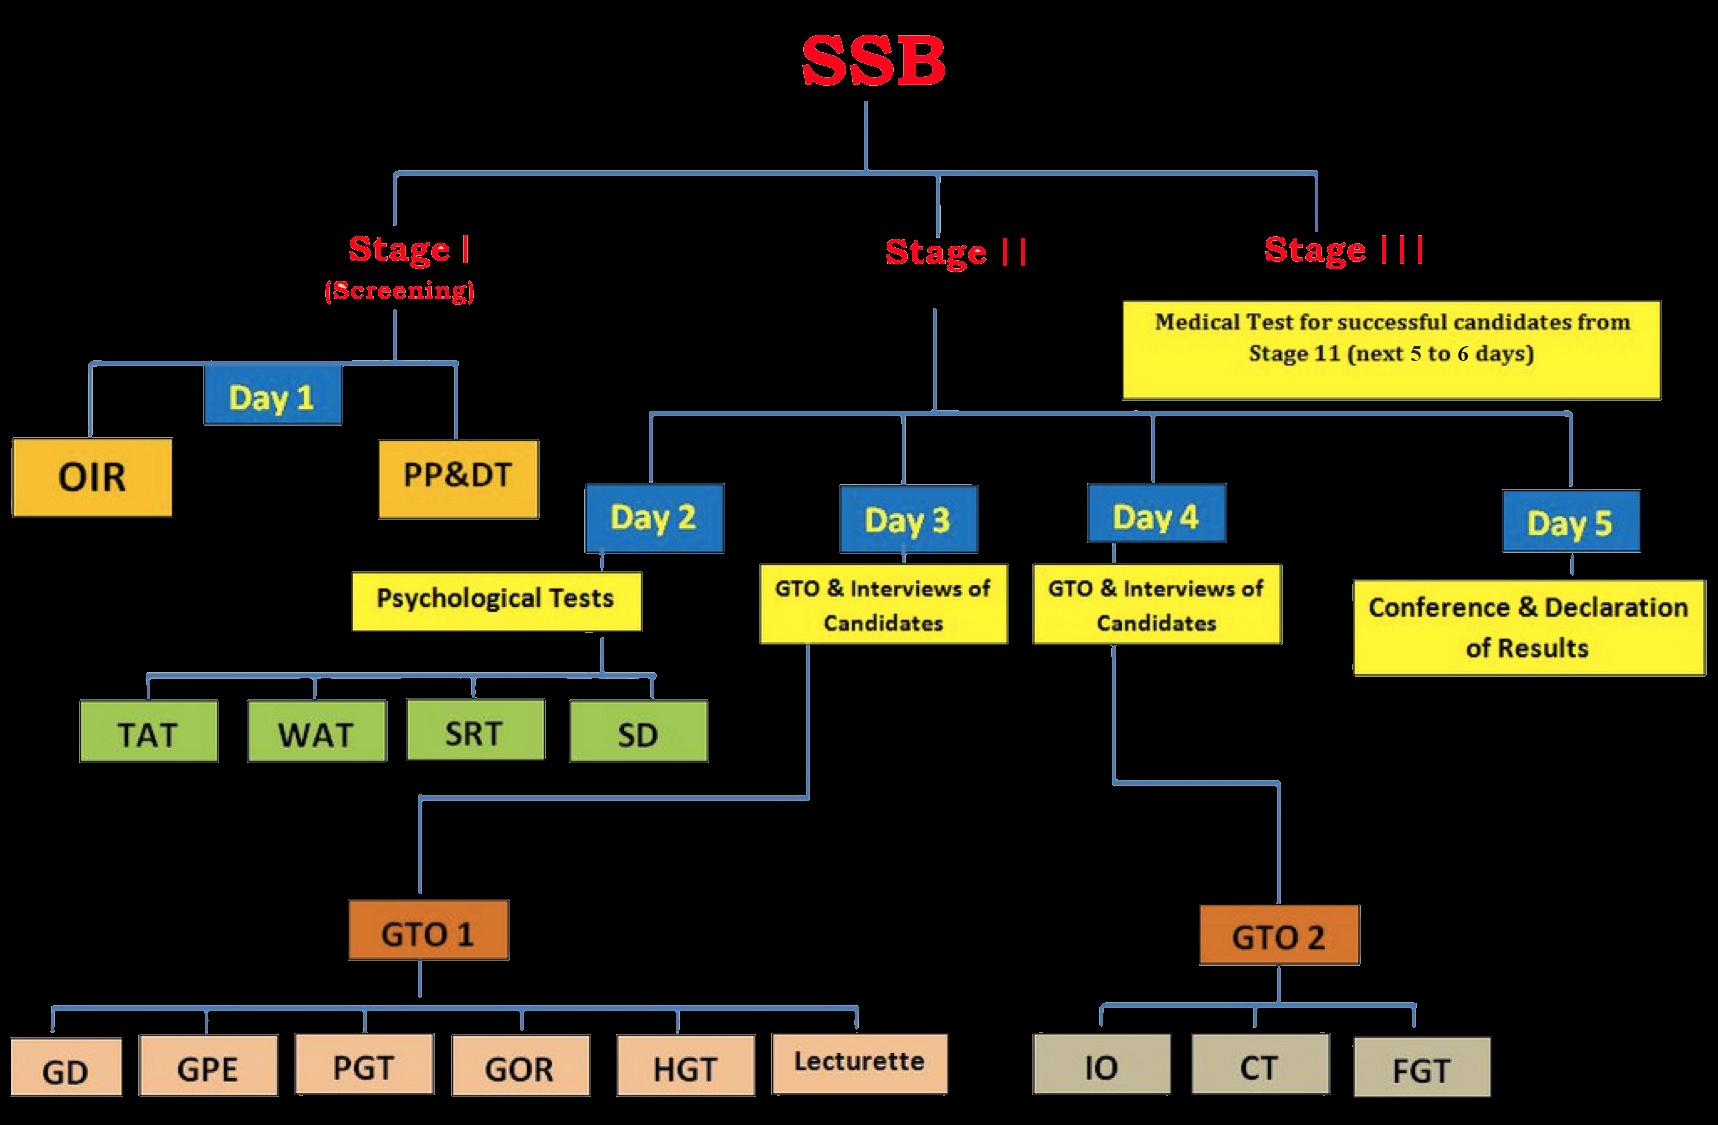 SSB
Stage I
(Screening)
Stage II
Stage III
Medical Test for successful candidates from
Stage 11 (next 5 to 6 days)
Day 1
OIR
PP&DT
Day 2
Day 3
Day 4
Day 5
Psychological Tests
GTO & Interviews of
Candidates
GTO & Interviews of
Candidates
Conference & Declaration
of Results
TAT
WAT
SRT
SD
GTO 1
GTO 2
GD
GPE
PGT
GOR
HGT
Lecturette
IO
CT
FGT